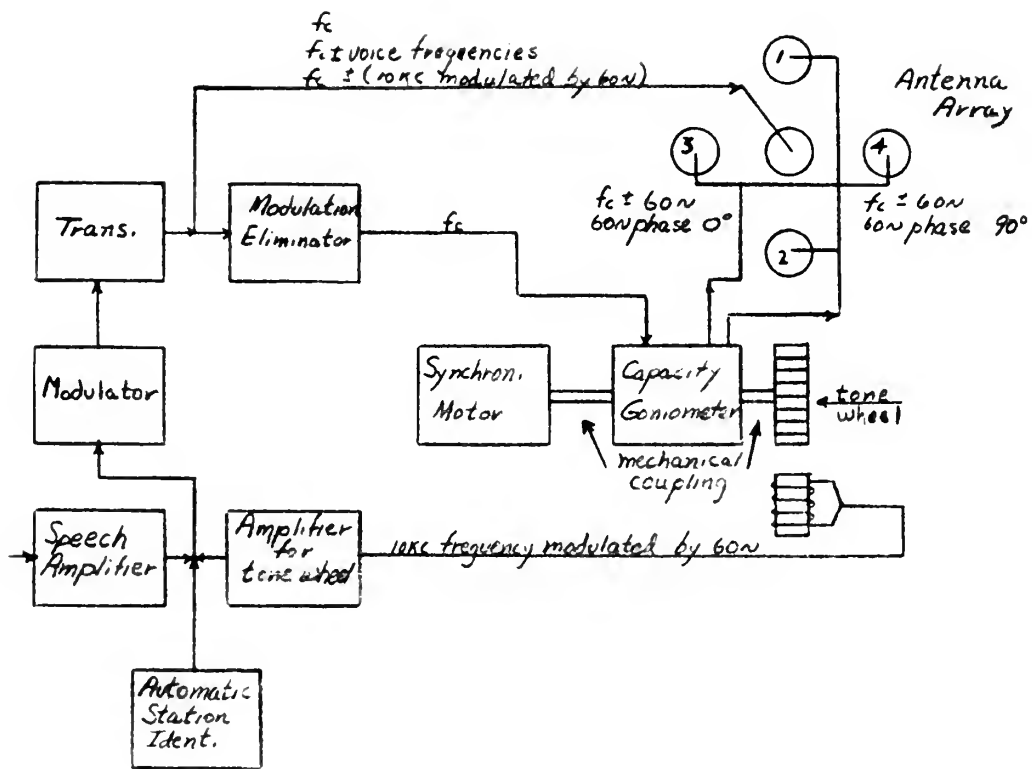 fc
fc ± voice frequencies
fc ± (10KC modulated by 60~)
1
Antenna
Array
3
4
Trans.
Modulation
Eliminator
fc
fc ± 60~
60~ phase 0°
fc ± 60~
60~ phase 90°
2
Modulator
Synchron.
Motor
Capacity
Goniometer
tone
wheel
mechanical
coupling
Speech
Amplifier
Amplifier
for
tone wheel
10KC frequency modulated by 60~
Automatic
Station
Ident.